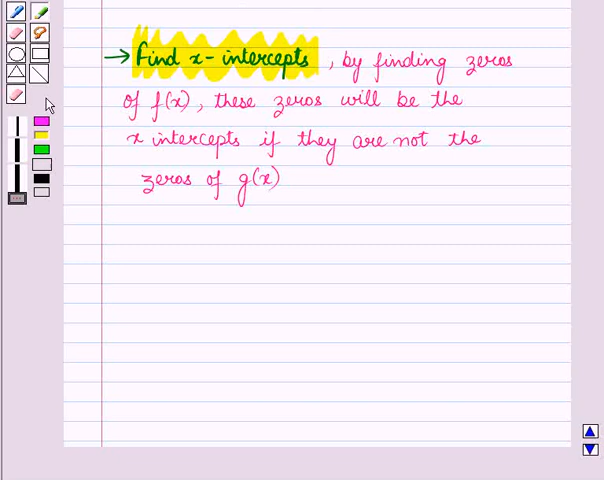 → Find x-intercepts, by finding zeros
of f(x), these zeros will be the
x intercepts if they are not the
zeros of g(x)